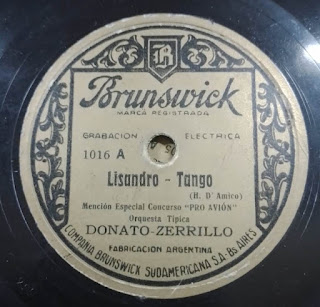 B
Brunswick
MARCA REGISTRADA
GRABACION ELECTRICA
1016 A
Lisandro - Tango
(H. D'Amico)
Mención Especial Concurso "PRO AVIÓN"
Orquesta Típica
DONATO-ZERRILLO
FABRICACION ARGENTINA
COMPAÑIA BRUNSWICK SUDAMERICANA S.A.-Bs AIRES